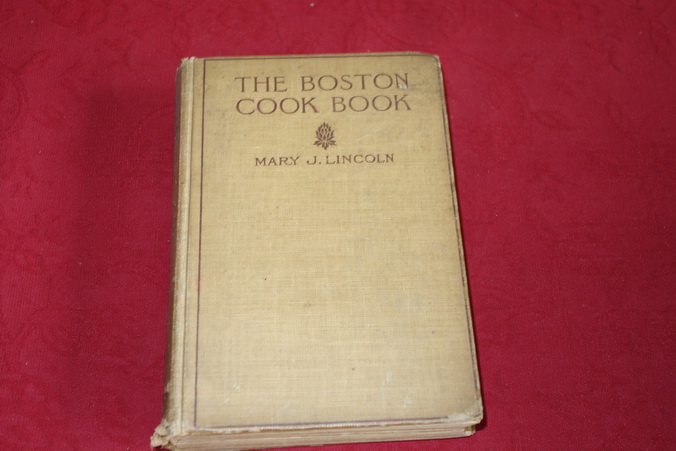 THE BOSTON
COOK BOOK
MARY J. LINCOLN